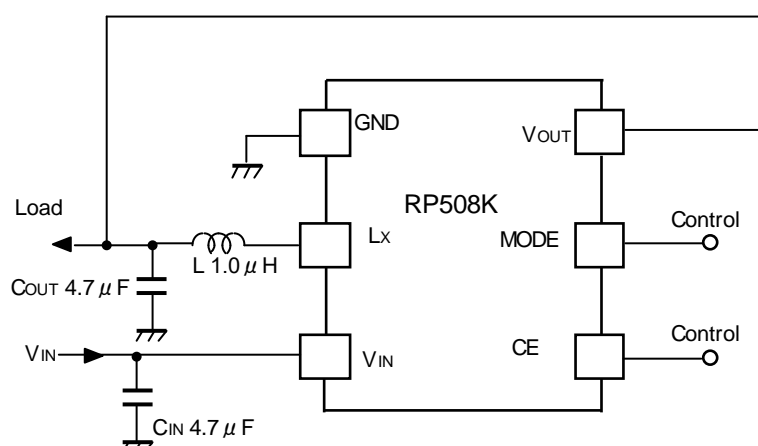 GND
VOUT
RP508K
Load
LX
MODE
Control
L 1.0 μ H
COUT 4.7 μ F
VIN
VIN
CE
Control
CIN 4.7 μ F